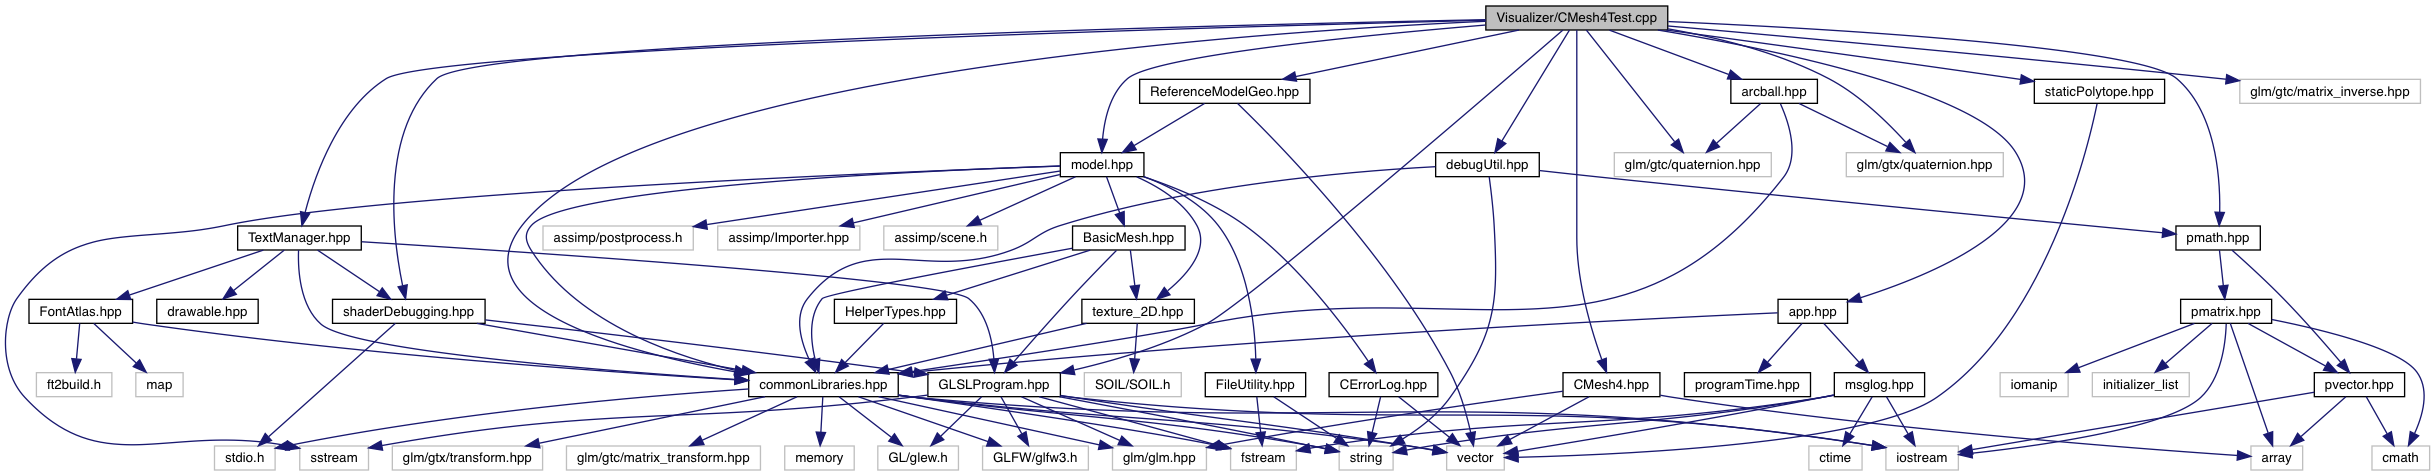 Visualizer/CMesh4Test.cpp
ReferenceModelGeo.hpp
arcball.hpp
staticPolytope.hpp
glm/gtc/matrix_inverse.hpp
model.hpp
debugUtil.hpp
glm/gtc/quaternion.hpp
glm/gtx/quaternion.hpp
TextManager.hpp
assimp/postprocess.h
assimp/Importer.hpp
assimp/scene.h
BasicMesh.hpp
pmath.hpp
FontAtlas.hpp
drawable.hpp
shaderDebugging.hpp
HelperTypes.hpp
texture_2D.hpp
app.hpp
pmatrix.hpp
ft2build.h
map
commonLibraries.hpp
GLSLProgram.hpp
SOIL/SOIL.h
FileUtility.hpp
CErrorLog.hpp
CMesh4.hpp
programTime.hpp
msglog.hpp
iomanip
initializer_list
pvector.hpp
stdio.h
sstream
glm/gtx/transform.hpp
glm/gtc/matrix_transform.hpp
memory
GL/glew.h
GLFW/glfw3.h
glm/glm.hpp
fstream
string
vector
ctime
iostream
array
cmath